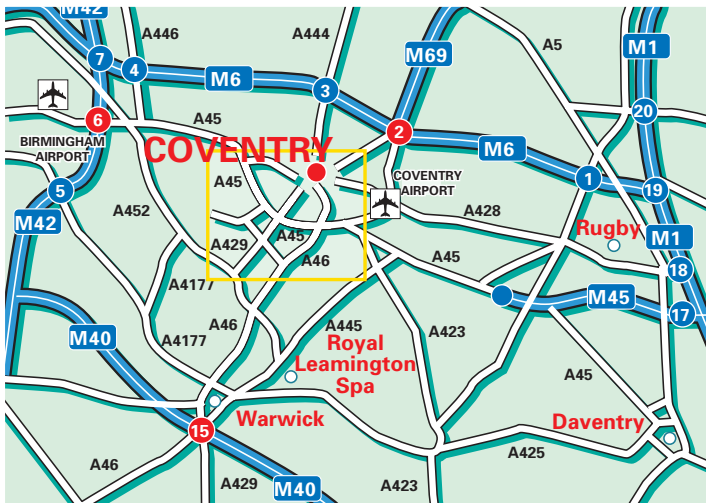 M42
A446
A444
A5
M1
M69
7
4
M6
3
20
6
A45
2
BIRMINGHAM
AIRPORT
COVENTRY
M6
5
A45
COVENTRY
AIRPORT
1
19
M42
A452
A428
Rugby
M1
A429
A45
A46
A45
18
A4177
M45
17
M40
A4177
A46
A445
A423
Royal
Leamington
Spa
A45
Warwick
Daventry
15
A46
A429
M40
A423
A425